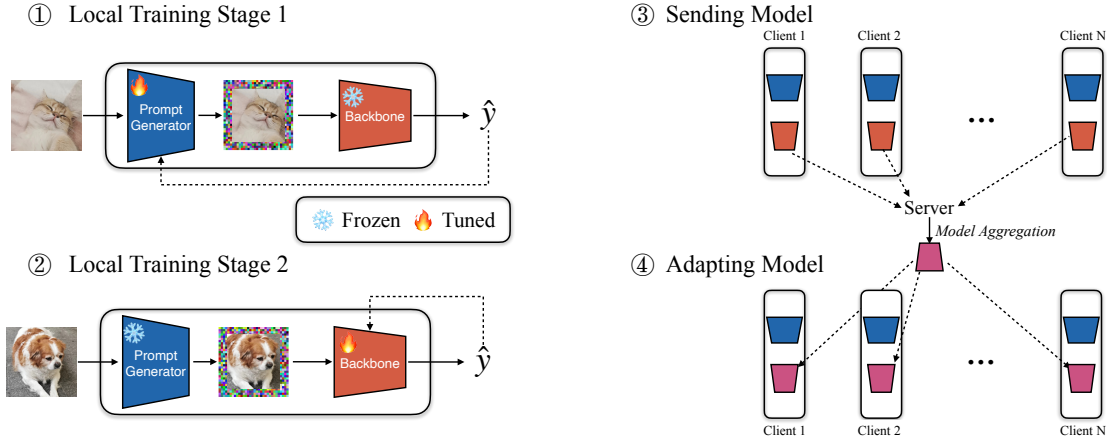 ① Local Training Stage 1
Prompt
Generator
Backbone
ŷ
Frozen Tuned
② Local Training Stage 2
Prompt
Generator
Backbone
ŷ
③ Sending Model
Client 1 Client 2 Client N
...
Server
Model Aggregation
④ Adapting Model
...
Client 1 Client 2 Client N